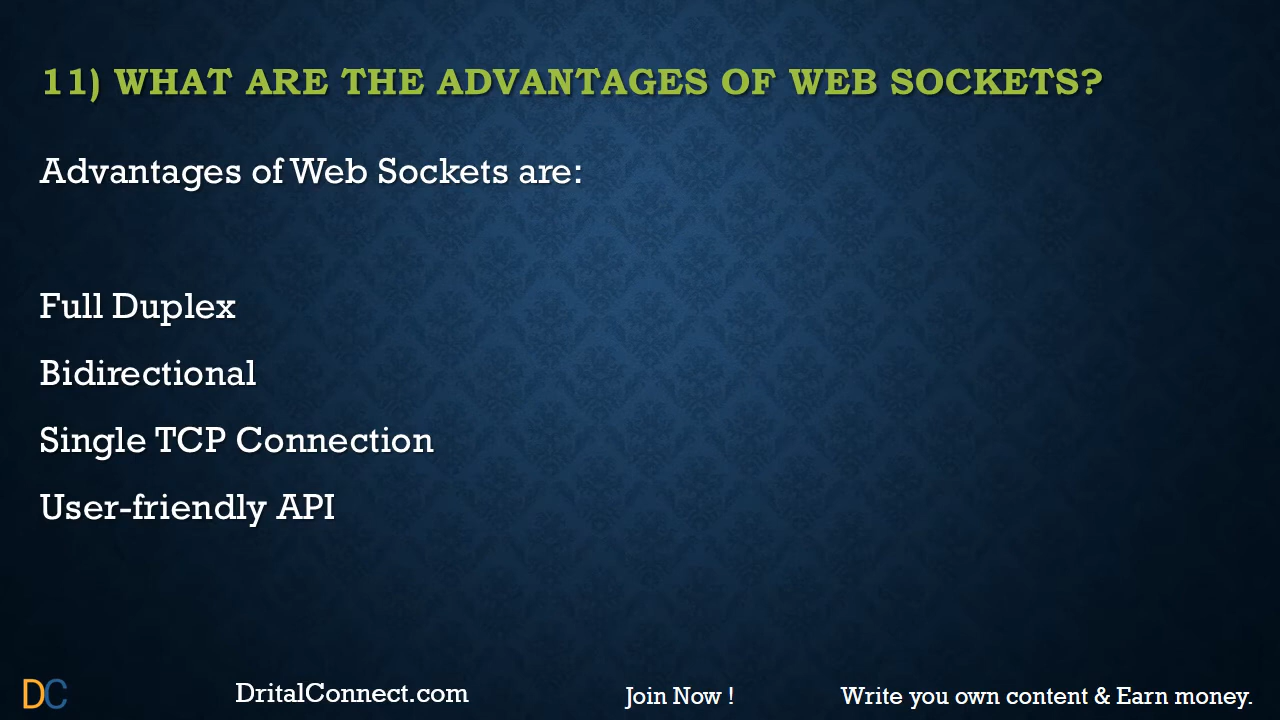 11) WHAT ARE THE ADVANTAGES OF WEB SOCKETS?
Advantages of Web Sockets are:
Full Duplex
Bidirectional
Single TCP Connection
User-friendly API
DC
DritalConnect.com
Join Now !
Write you own content & Earn money.